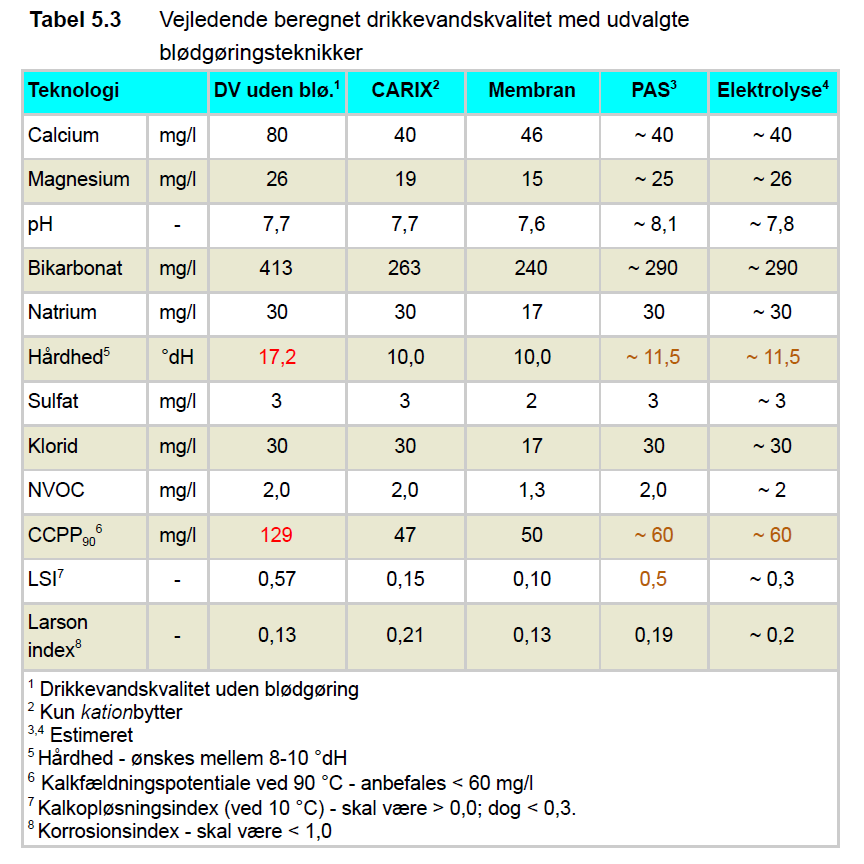 Tabel 5.3 Vejledende beregnet drikkevandskvalitet med udvalgte
blødgøringsteknikker
Teknologi DV uden blø.1 CARIX2 Membran PAS3 Elektrolyse4
Calcium mg/l 80 40 46 ~ 40 ~ 40
Magnesium mg/l 26 19 15 ~ 25 ~ 26
pH - 7,7 7,7 7,6 ~ 8,1 ~ 7,8
Bikarbonat mg/l 413 263 240 ~ 290 ~ 290
Natrium mg/l 30 30 17 30 ~ 30
Hårdhed5 °dH 17,2 10,0 10,0 ~ 11,5 ~ 11,5
Sulfat mg/l 3 3 2 3 ~ 3
Klorid mg/l 30 30 17 30 ~ 30
NVOC mg/l 2,0 2,0 1,3 2,0 ~ 2
CCPP90 6 mg/l 129 47 50 ~ 60 ~ 60
LSI7 - 0,57 0,15 0,10 0,5 ~ 0,3
Larson
index8 - 0,13 0,21 0,13 0,19 ~ 0,2
1 Drikkevandskvalitet uden blødgøring
2 Kun kationbytter
3,4 Estimeret
5 Hårdhed - ønskes mellem 8-10 °dH
6 Kalkfældningspotentiale ved 90 °C - anbefales < 60 mg/l
7 Kalkopløsningsindex (ved 10 °C) - skal være > 0,0; dog < 0,3.
8 Korrosionsindex - skal være < 1,0